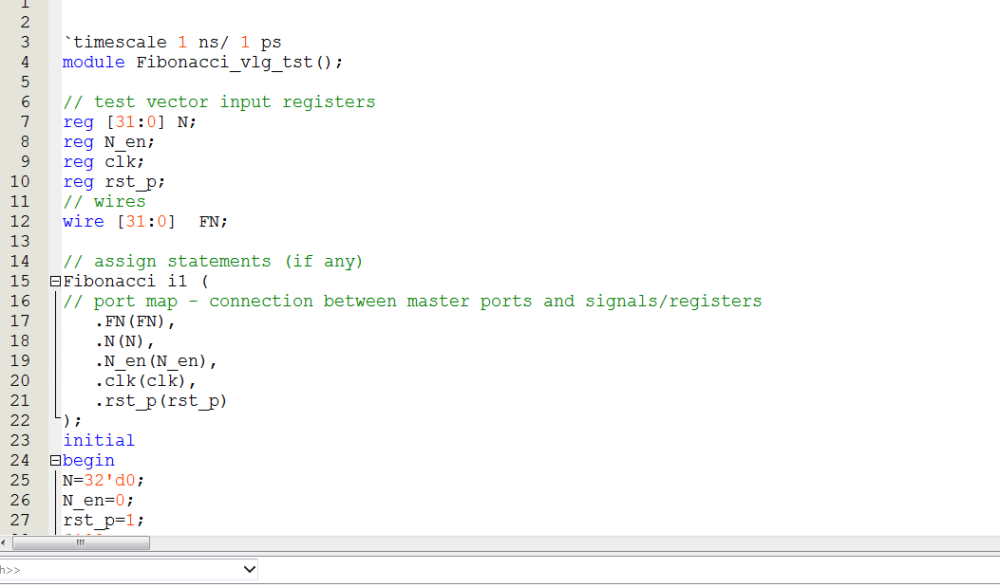 1
2
3 `timescale 1 ns/ 1 ps
4 module Fibonacci_vlg_tst();
5
6 // test vector input registers
7 reg [31:0] N;
8 reg N_en;
9 reg clk;
10 reg rst_p;
11 // wires
12 wire [31:0]  FN;
13
14 // assign statements (if any)
15 Fibonacci i1 (
16 // port map - connection between master ports and signals/registers
17    .FN(FN),
18    .N(N),
19    .N_en(N_en),
20    .clk(clk),
21    .rst_p(rst_p)
22 );
23 initial
24 begin
25 N=32'd0;
26 N_en=0;
27 rst_p=1;
h>>